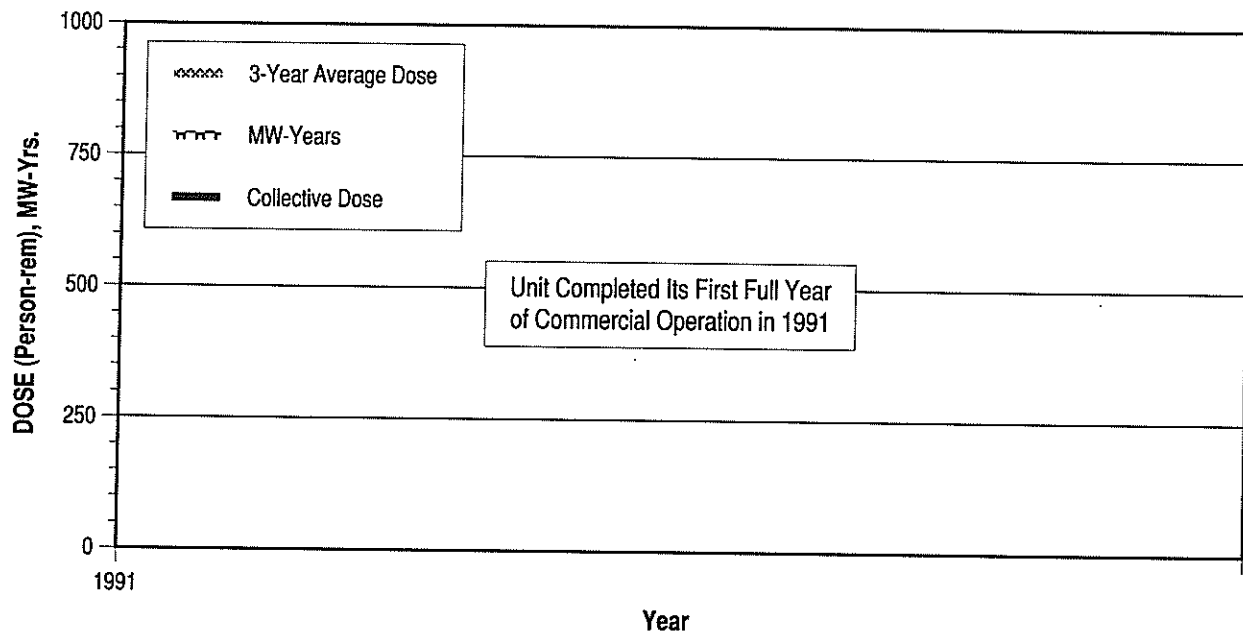 DOSE (Person-rem), MW-Yrs.
1000
750
500
250
0
3-Year Average Dose
MW-Years
Collective Dose
Unit Completed Its First Full Year
of Commercial Operation in 1991
1991
Year